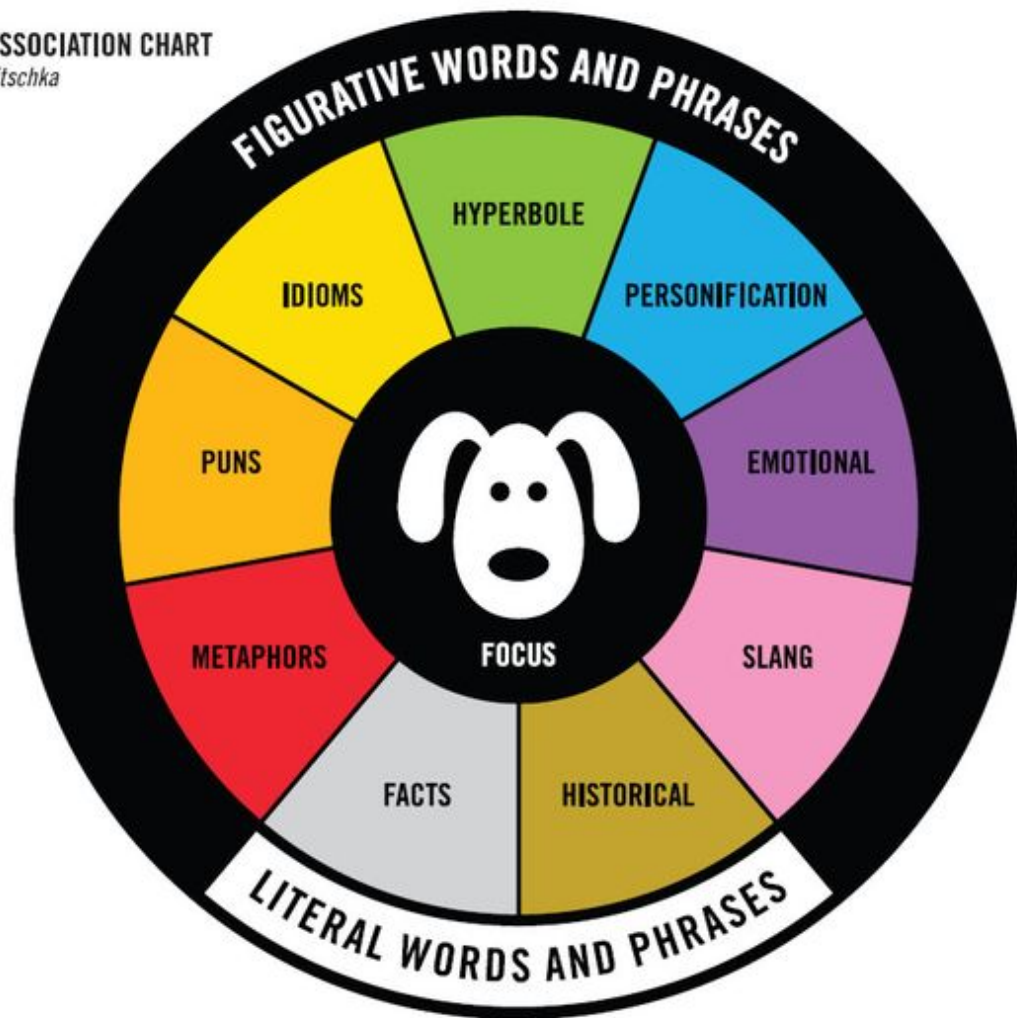 SSOCIATION CHART
itschka
FIGURATIVE WORDS AND PHRASES
HYPERBOLE
IDIOMS
PERSONIFICATION
PUNS
EMOTIONAL
METAPHORS
FOCUS
SLANG
FACTS
HISTORICAL
LITERAL WORDS AND PHRASES